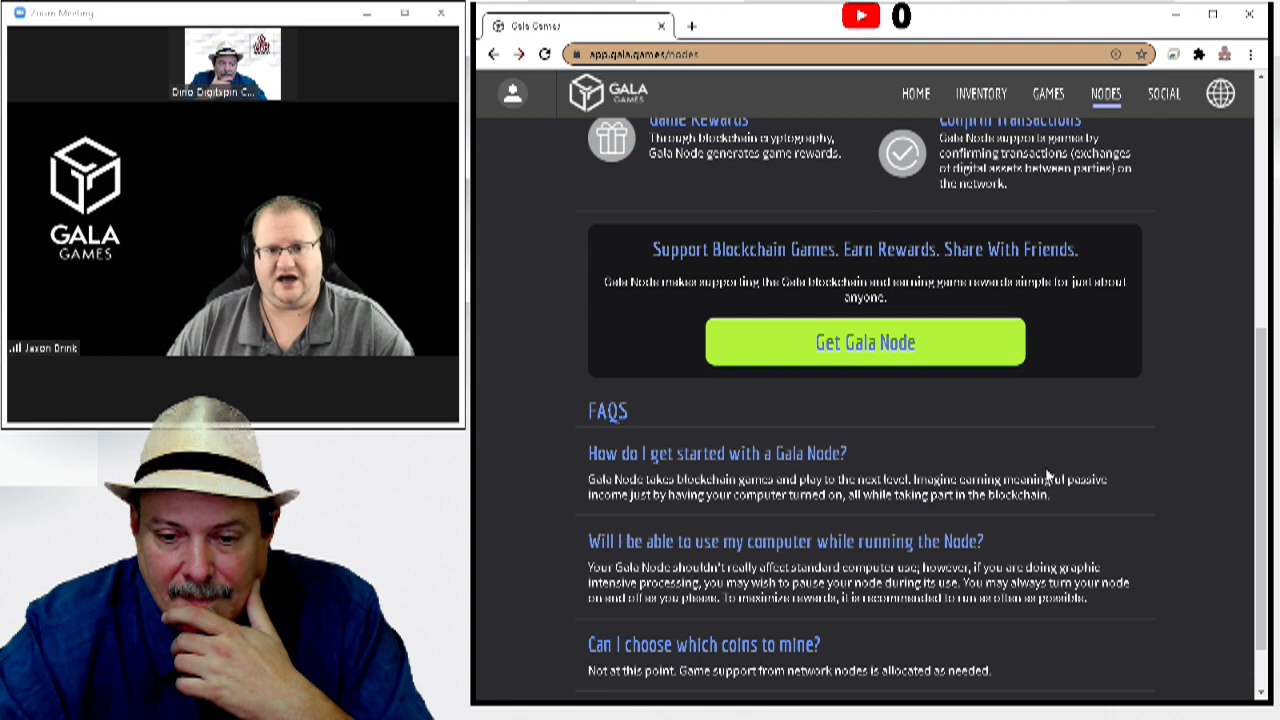 Zoom Meeting
Dino Digitspin C...
GALA
GAMES
Jaxon Drink
Gala Games
0
app.gala.games/nodes
GALA
GAMES
HOME
INVENTORY
GAMES
NODES
SOCIAL
Game Rewards
Through blockchain cryptography,
Gala Node generates game rewards.
Confirm Transactions
Gala Node supports games by
confirming transactions (exchanges
of digital assets between parties) on
the network.
Support Blockchain Games. Earn Rewards. Share With Friends.
Gala Node makes supporting the Gala blockchain and earning game rewards simple for just about
anyone.
Get Gala Node
FAQS
How do I get started with a Gala Node?
Gala Node takes blockchain games and play to the next level. Imagine earning meaningful passive
income just by having your computer turned on, all while taking part in the blockchain.
Will I be able to use my computer while running the Node?
Your Gala Node shouldn't really affect standard computer use; however, if you are doing graphic
intensive processing, you may wish to pause your node during its use. You may always turn your node
on and off as you please. To maximize rewards, it is recommended to run as often as possible.
Can I choose which coins to mine?
Not at this point. Game support from network nodes is allocated as needed.